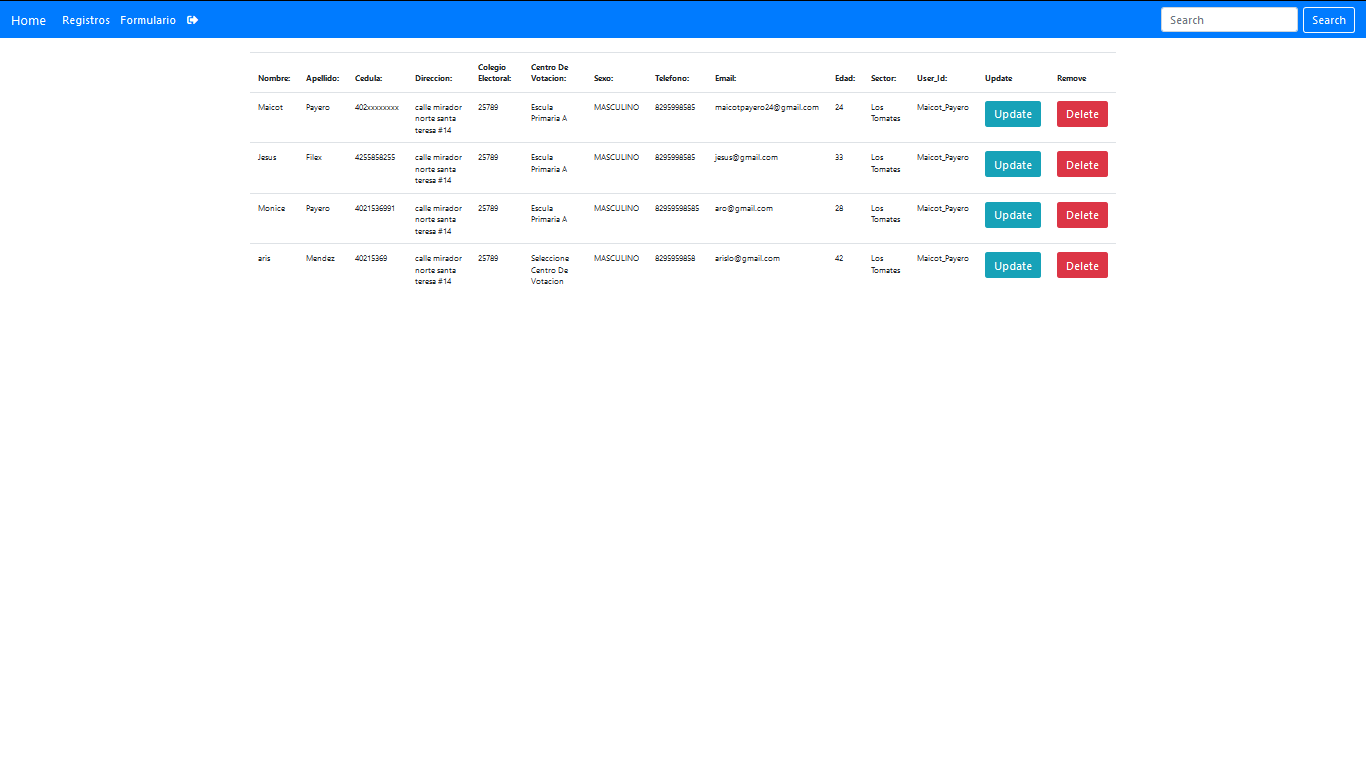 Home Registros Formulario Search Search
Nombre: Apellido: Cedula: Direccion: Colegio Electoral: Centro De Votacion: Sexo: Telefono: Email: Edad: Sector: User_Id: Update Remove
Maicot Payero 402xxxxxxxx calle mirador norte santa teresa #14 25789 Escula Primaria A MASCULINO 8295998585 maicotpayero24@gmail.com 24 Los Tomates Maicot_Payero Update Delete
Jesus Filex 4255858255 calle mirador norte santa teresa #14 25789 Escula Primaria A MASCULINO 829599585 jesus@gmail.com 33 Los Tomates Maicot_Payero Update Delete
Monice Payero 4021536991 calle mirador norte santa teresa #14 25789 Escula Primaria A MASCULINO 82959598585 aro@gmail.com 28 Los Tomates Maicot_Payero Update Delete
aris Mendez 40215369 calle mirador norte santa teresa #14 25789 Seleccione Centro De Votacion MASCULINO 8295959858 arislo@gmail.com 42 Los Tomates Maicot_Payero Update Delete